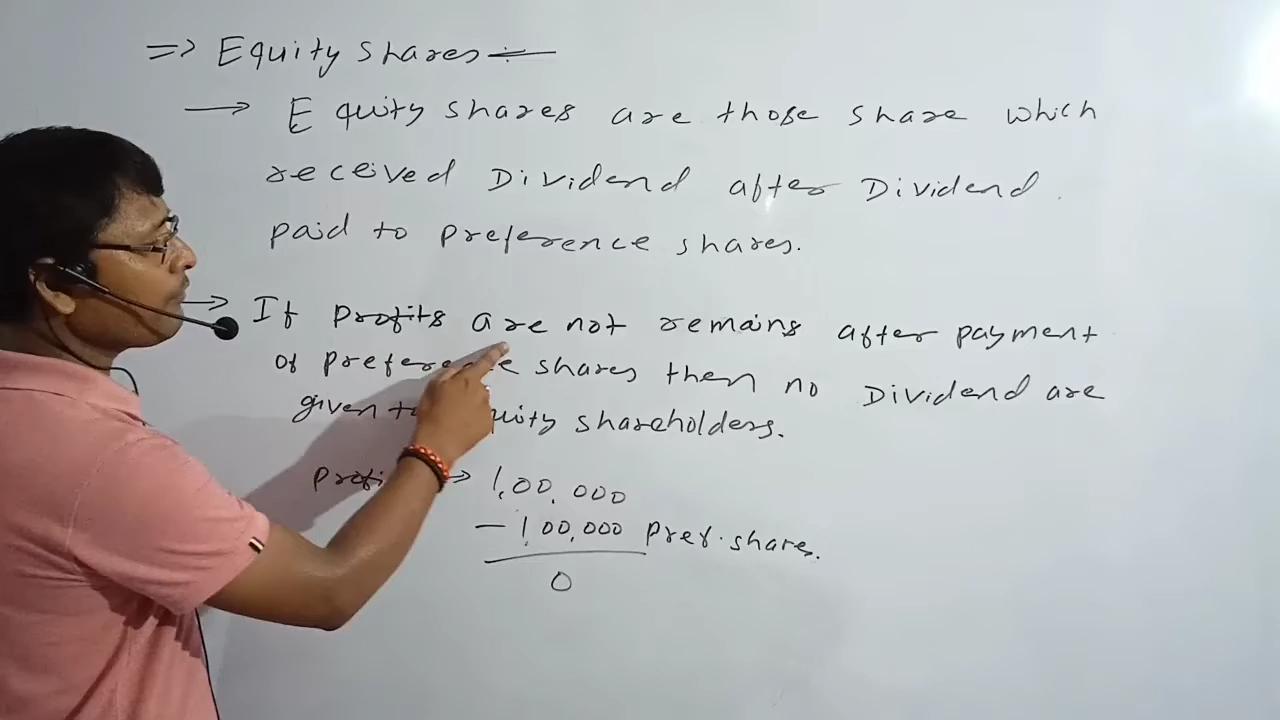 => Equity shares
→ Equity shares are those share which
received Dividend after Dividend
paid to preference shares.
→ If profits are not remains after payment
of preference shares then no Dividend are
given to Equity shareholders.
profit → 1,00,000
- 1,00,000 pref. shares.
0